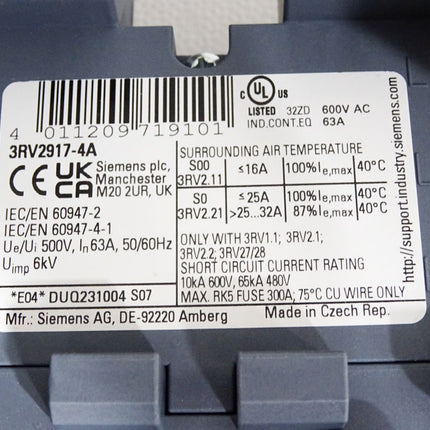 4 011209 719101
3RV2917-4A
CE UK CA
Siemens plc,
Manchester
M20 2UR, UK
IEC/EN 60947-2
IEC/EN 60947-4-1
Ue/Ui 500V, In 63A, 50/60Hz
Uimp 6kV
*E04* DUQ231004 S07
Mfr.: Siemens AG, DE-92220 Amberg
C UL US
LISTED 32ZD 600V AC
IND.CONT.EQ 63A
SURROUNDING AIR TEMPERATURE
S00 3RV2.11 ≤16A 100% Ie,max 40°C
S0 3RV2.21 ≤25A 100% Ie,max 40°C
>25...32A 87% Ie,max 40°C
ONLY WITH 3RV1.1; 3RV2.1;
3RV2.2; 3RV27/28
SHORT CIRCUIT CURRENT RATING
10kA 600V, 65kA 480V
MAX. RK5 FUSE 300A; 75°C CU WIRE ONLY
Made in Czech Rep.
http://support.industry.siemens.com